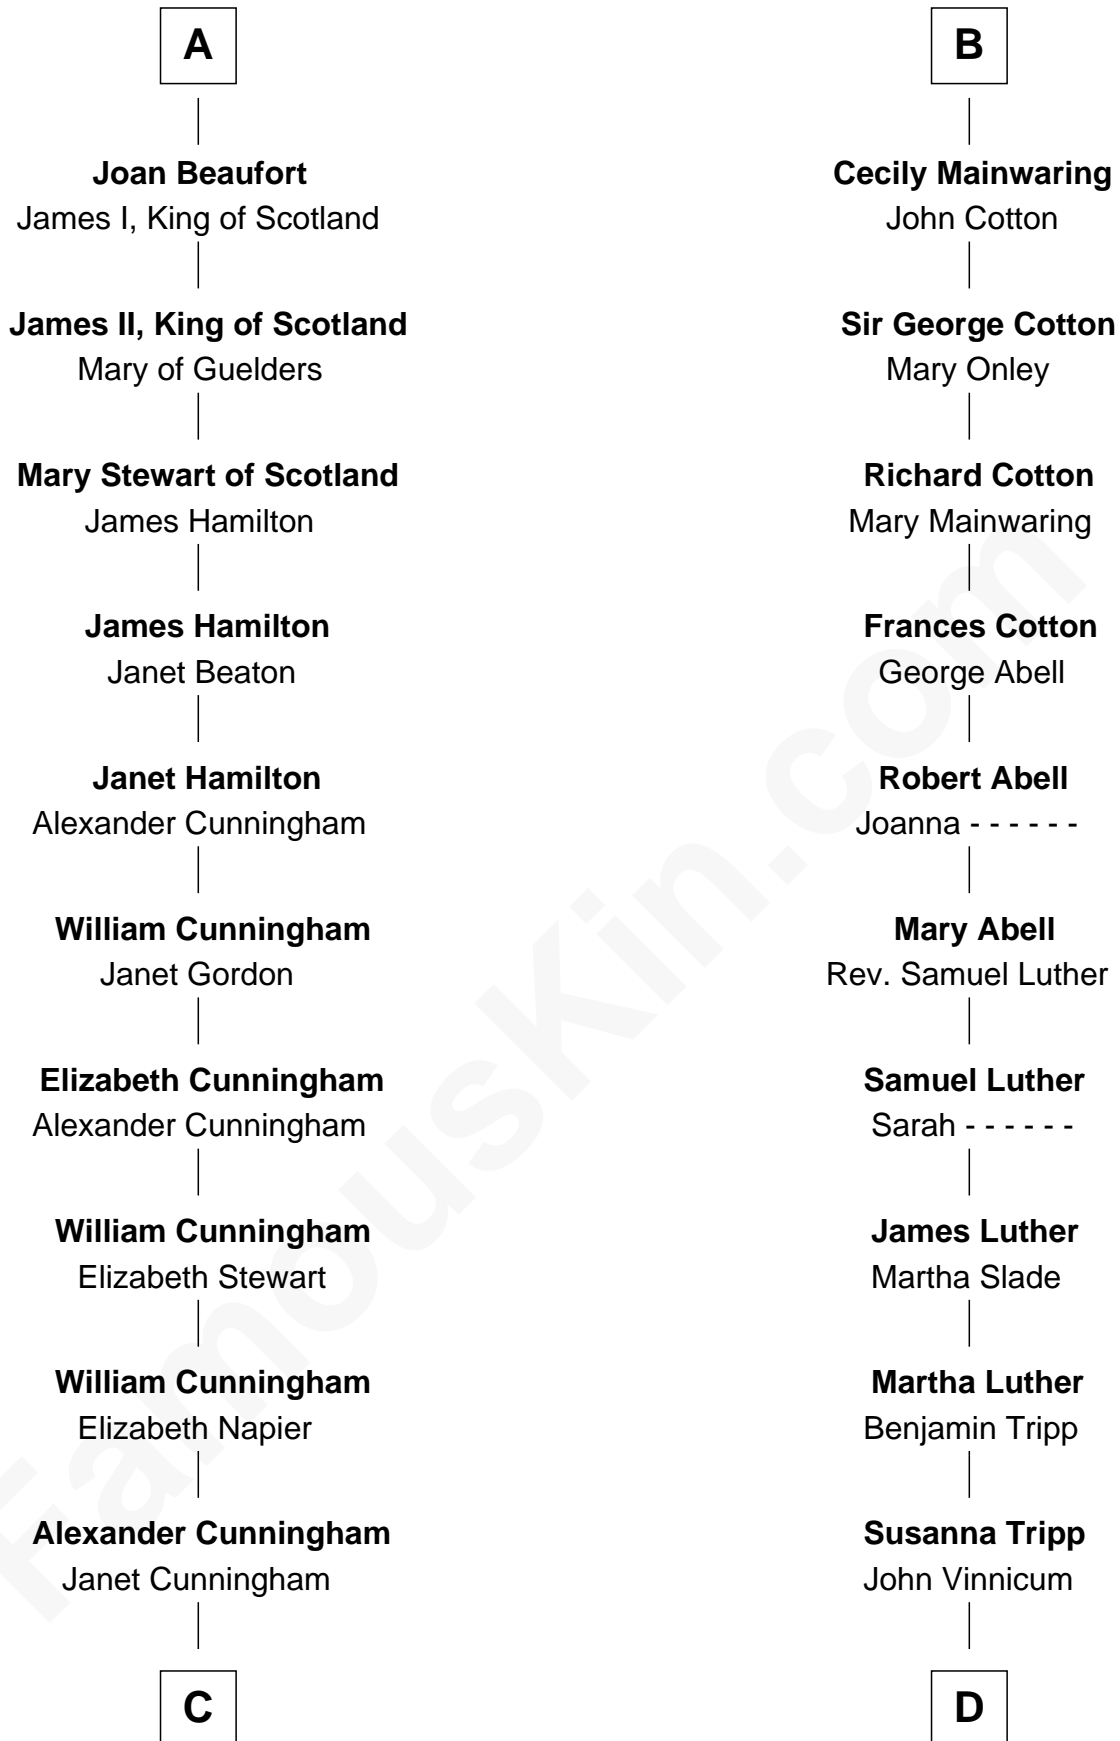 A
Joan Beaufort
James I, King of Scotland
James II, King of Scotland
Mary of Guelders
Mary Stewart of Scotland
James Hamilton
James Hamilton
Janet Beaton
Janet Hamilton
Alexander Cunningham
William Cunningham
Janet Gordon
Elizabeth Cunningham
Alexander Cunningham
William Cunningham
Elizabeth Stewart
William Cunningham
Elizabeth Napier
Alexander Cunningham
Janet Cunningham
C
B
Cecily Mainwaring
John Cotton
Sir George Cotton
Mary Onley
Richard Cotton
Mary Mainwaring
Frances Cotton
George Abell
Robert Abell
Joanna - - - - - -
Mary Abell
Rev. Samuel Luther
Samuel Luther
Sarah - - - - - -
James Luther
Martha Slade
Martha Luther
Benjamin Tripp
Susanna Tripp
John Vinnicum
D
FamousKin.com